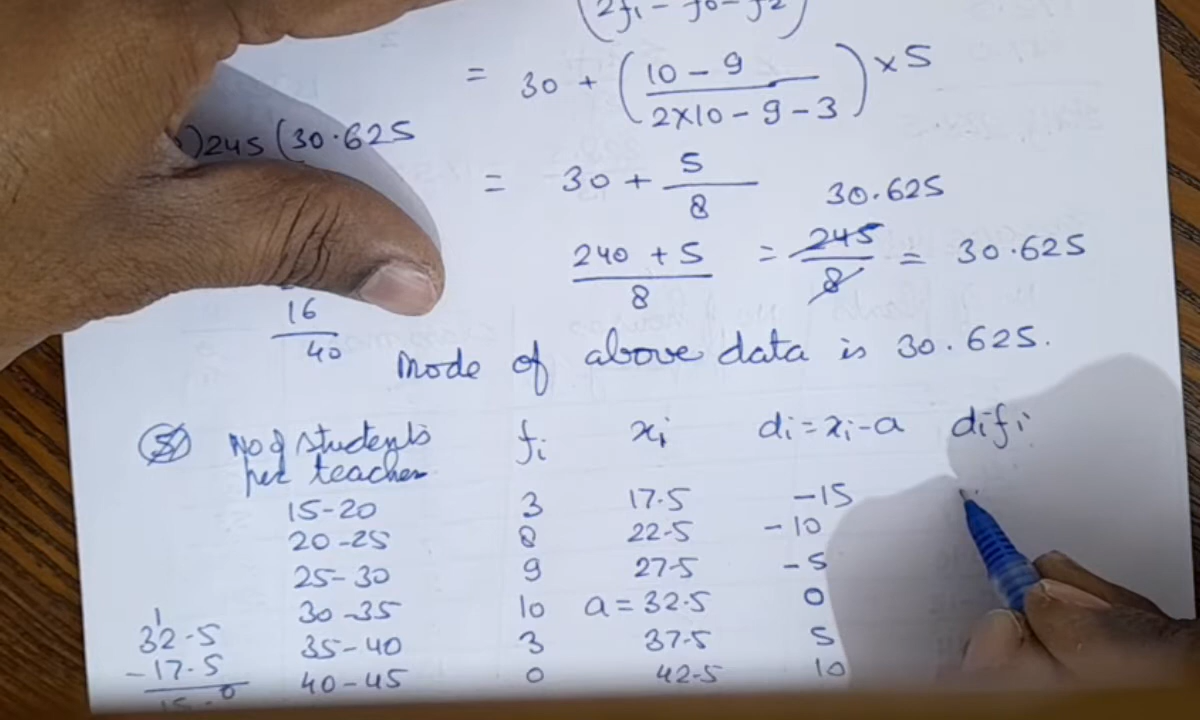 (2f₁ - f₀ - f₂)
= 30 + (10 - 9 / 2×10 - 9 - 3) × 5
)245(30.625
= 30 + 5/8 30.625
240 + 5 / 8 = 245/8 = 30.625
16
40
Mode of above data is 30.625.
5) No of students per teacher fi xi di = xi - a difi
15-20 3 17.5 -15
20-25 8 22.5 -10
25-30 9 27.5 -5
30-35 10 a = 32.5 0
1
32.5 35-40 3 37.5 5
-17.5 40-45 0 42.5 10
15.0